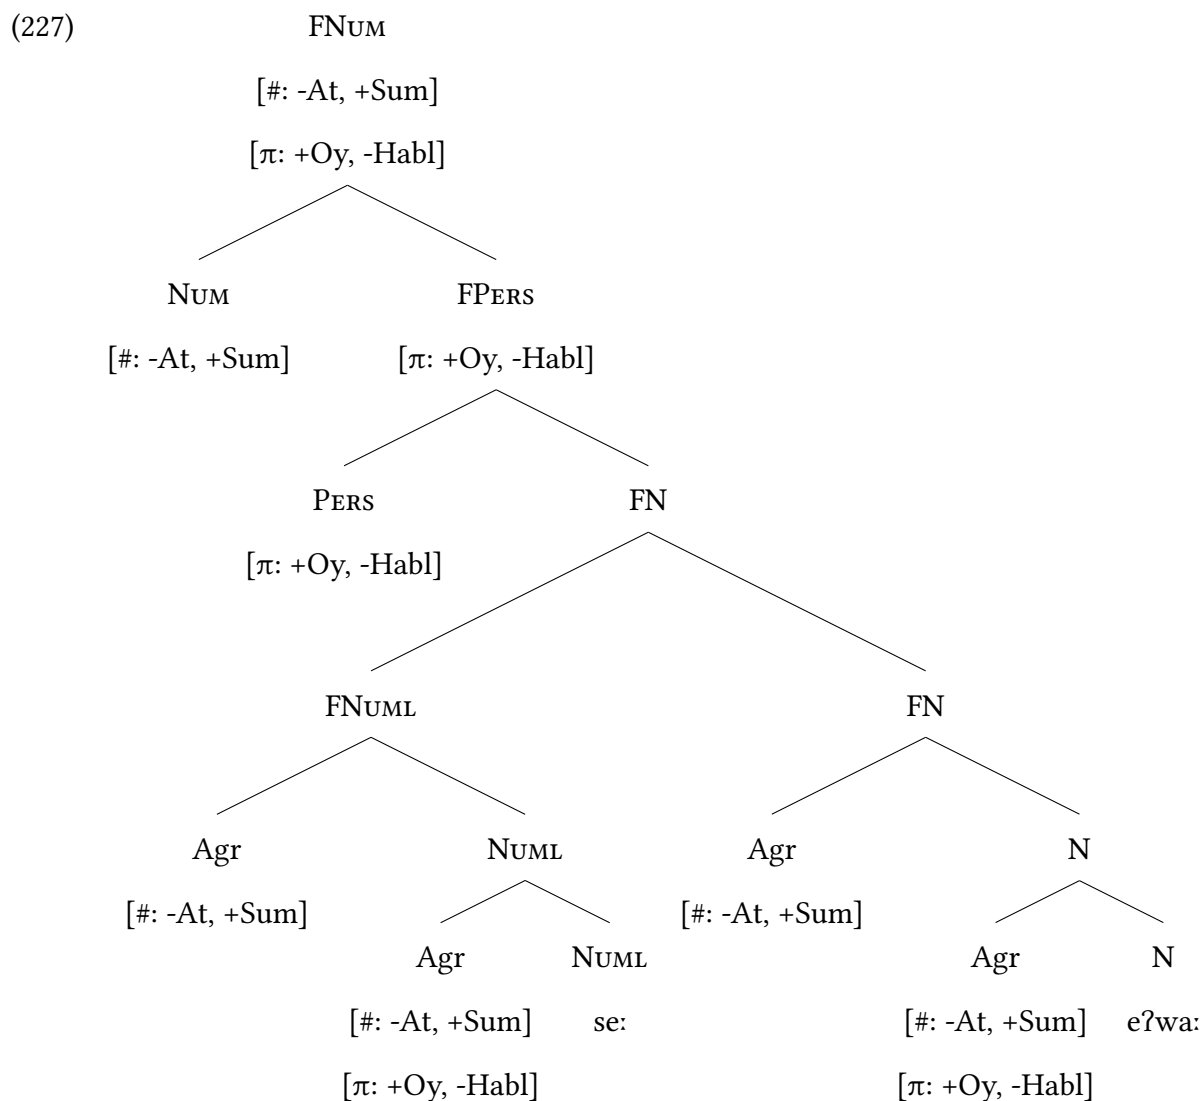 (227) FNUM
[#: -At, +Sum]
[π: +Oy, -Habl]
NUM FPERS
[#: -At, +Sum] [π: +Oy, -Habl]
PERS FN
[π: +Oy, -Habl]
FNUML FN
Agr NUML Agr N
[#: -At, +Sum] [#: -At, +Sum]
Agr NUML Agr N
[#: -At, +Sum] se: [#: -At, +Sum] eʔwa:
[π: +Oy, -Habl] [π: +Oy, -Habl]